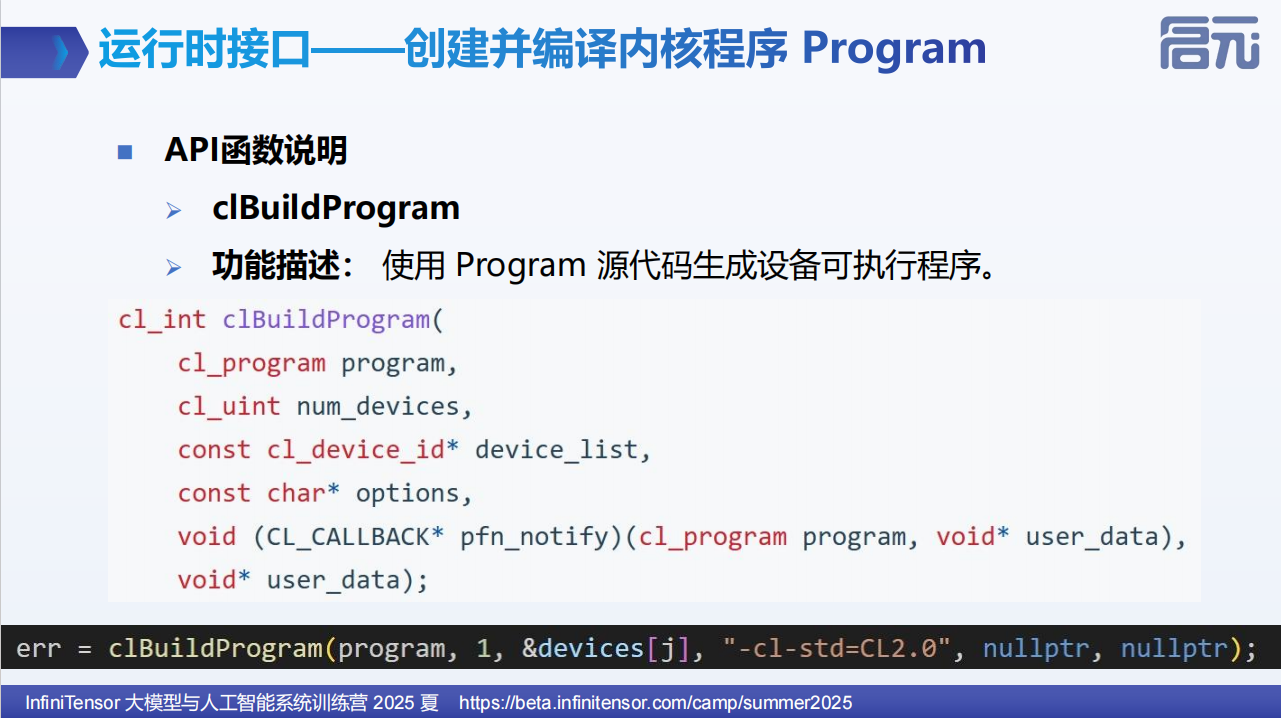 运行时接口——创建并编译内核程序 Program
启元
API函数说明
clBuildProgram
功能描述： 使用 Program 源代码生成设备可执行程序。
cl_int clBuildProgram(
cl_program program,
cl_uint num_devices,
const cl_device_id* device_list,
const char* options,
void (CL_CALLBACK* pfn_notify)(cl_program program, void* user_data),
void* user_data);
err = clBuildProgram(program, 1, &devices[j], "-cl-std=CL2.0", nullptr, nullptr);
InfiniTensor 大模型与人工智能系统训练营 2025 夏 https://beta.infinitensor.com/camp/summer2025